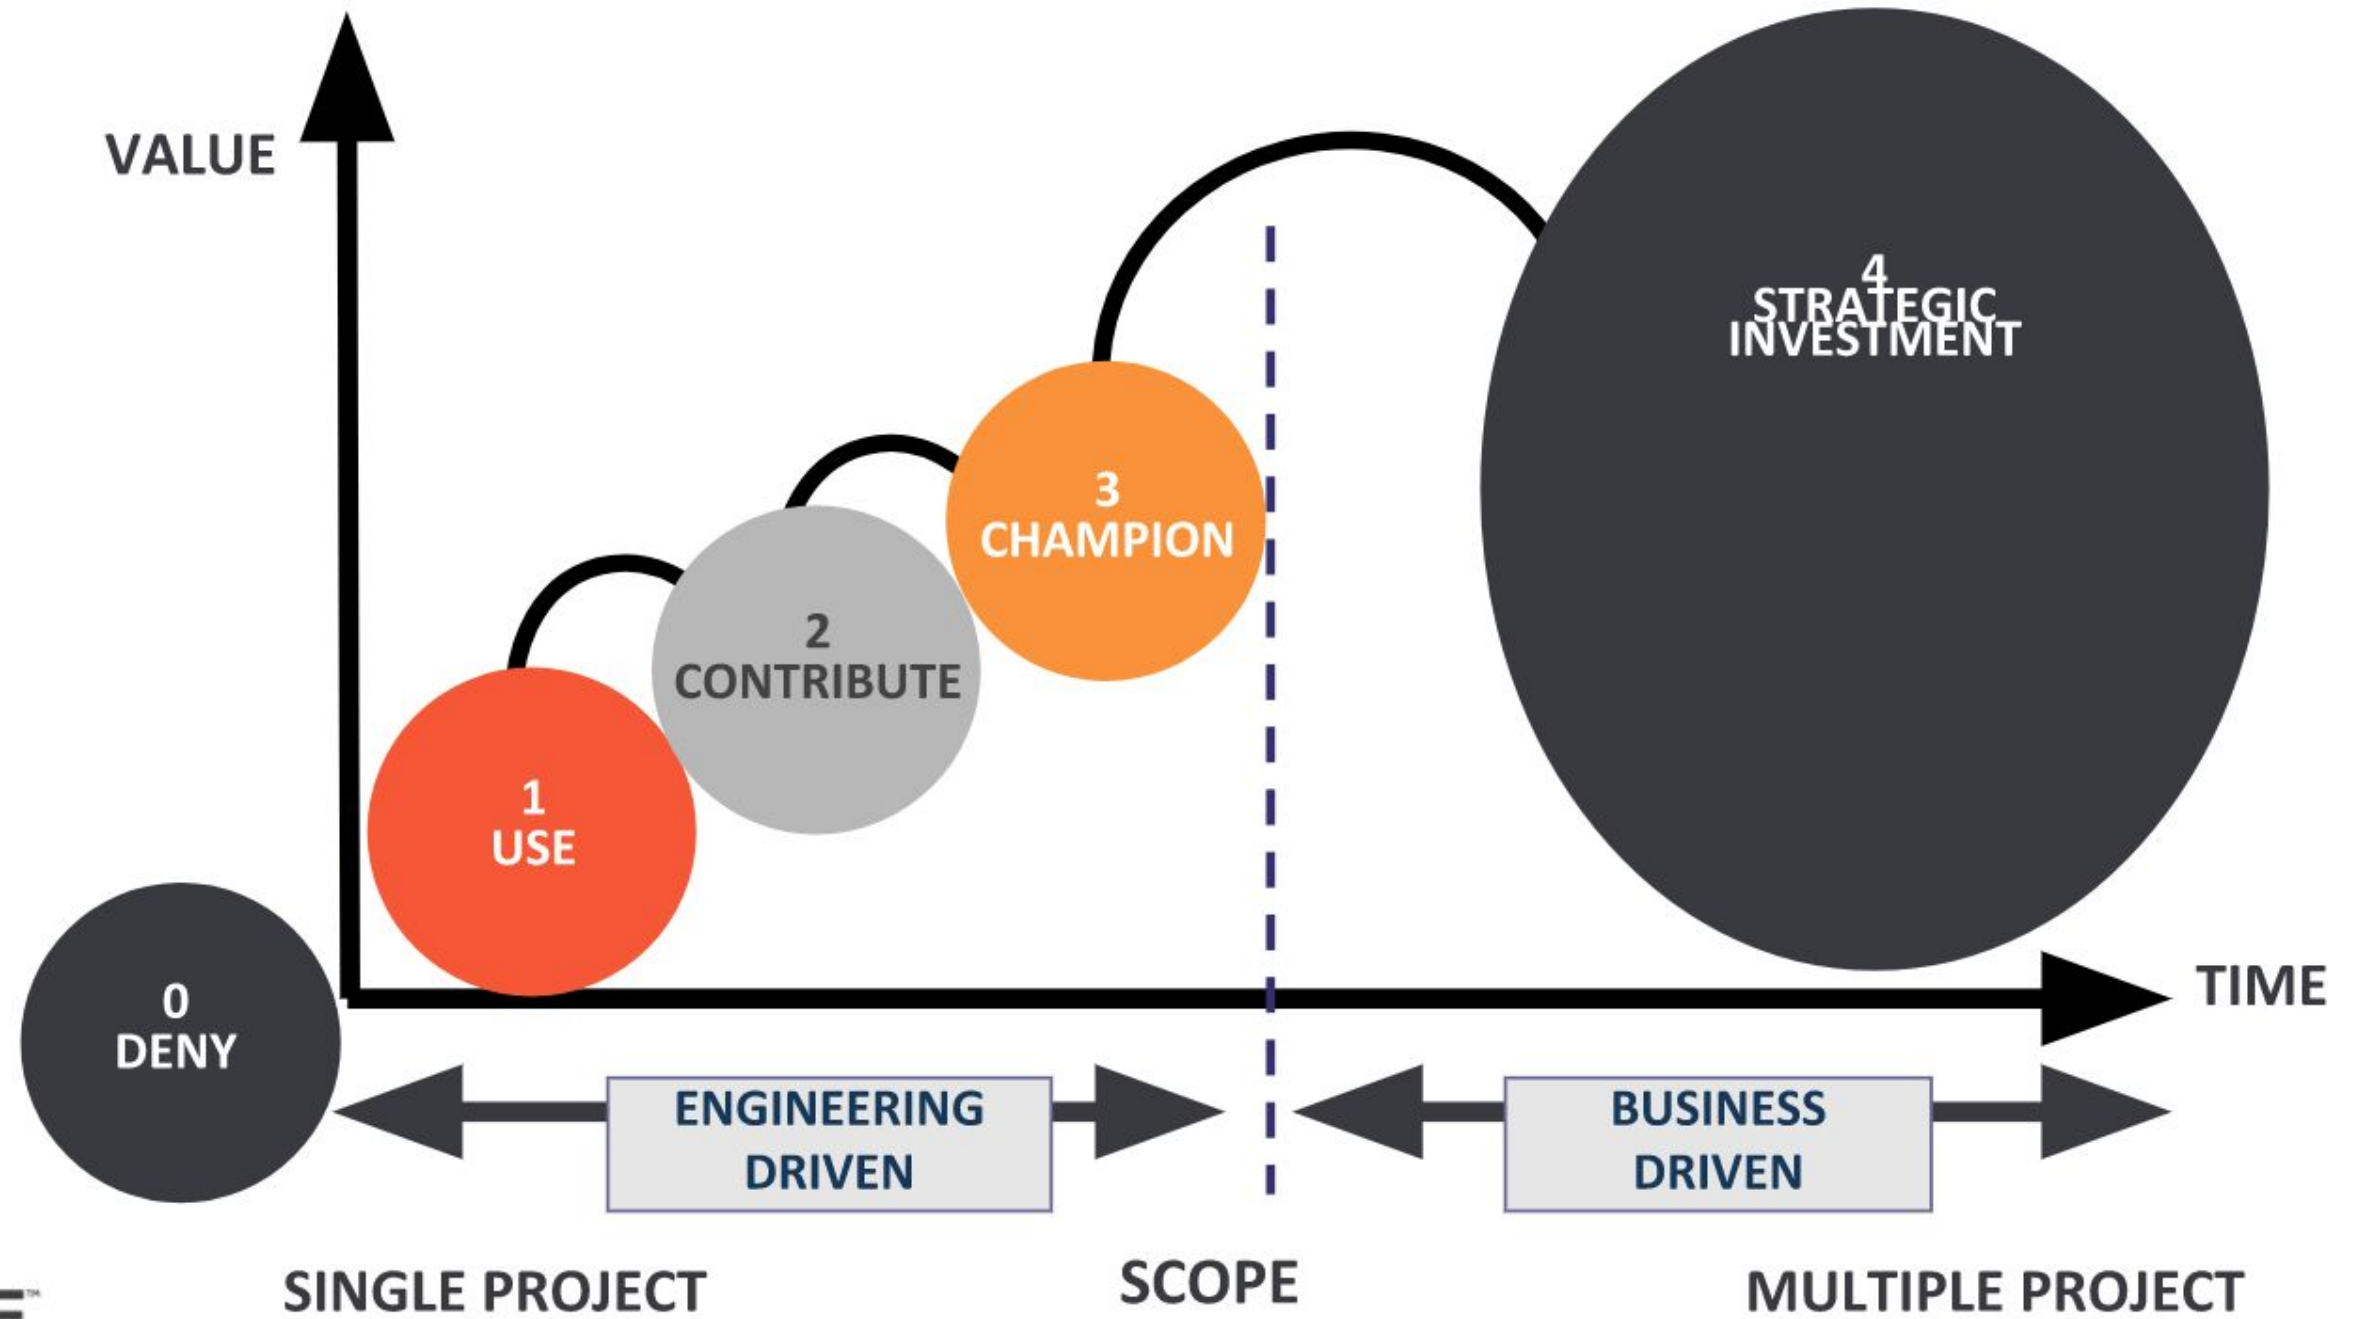 VALUE
4
STRATEGIC
INVESTMENT
3
CHAMPION
2
CONTRIBUTE
1
USE
0
DENY
TIME
ENGINEERING
DRIVEN
BUSINESS
DRIVEN
SINGLE PROJECT
SCOPE
MULTIPLE PROJECT